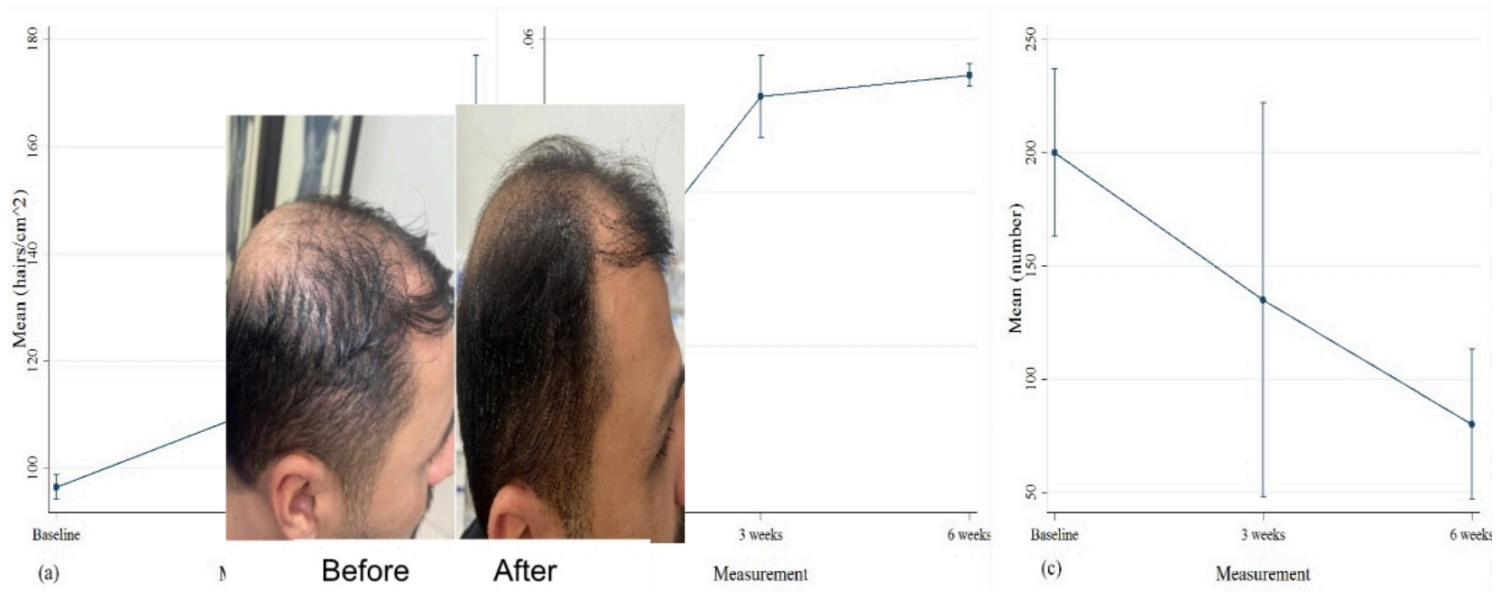 180
160
140
120
100
Mean (hairs/cm^2)
Baseline
(a)
.06
3 weeks
6 weeks
Measurement
Before
After
250
200
150
100
50
Mean (number)
Baseline
3 weeks
6 weeks
(c)
Measurement